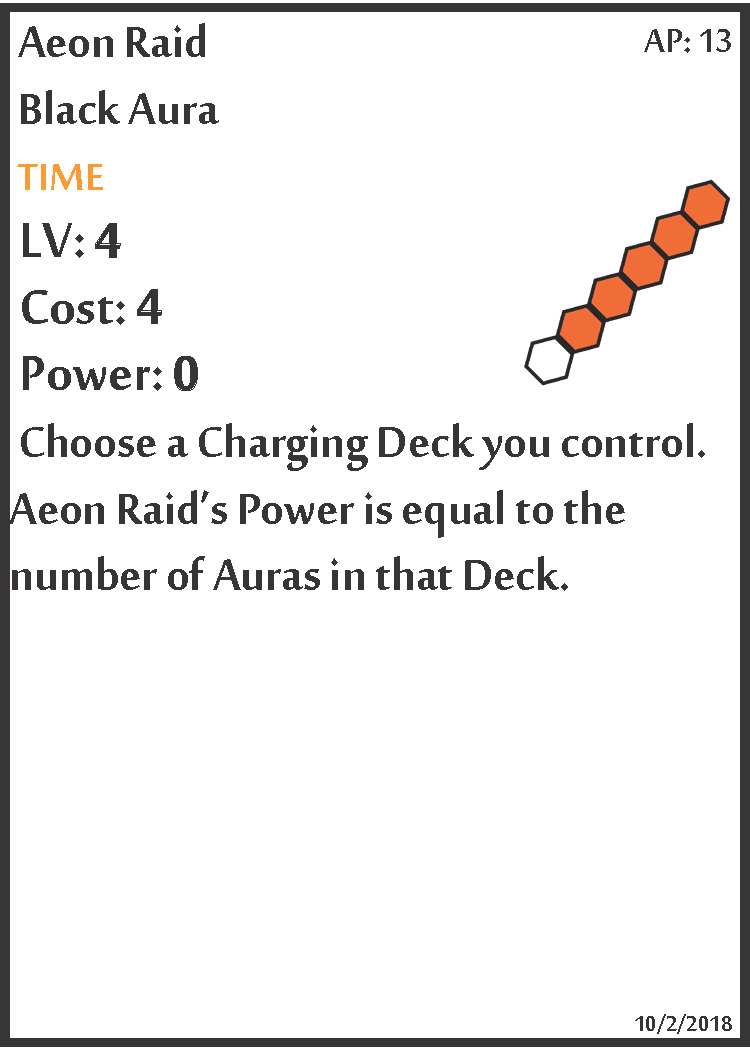 Aeon Raid
AP: 13
Black Aura
TIME
LV: 4
Cost: 4
Power: 0
Choose a Charging Deck you control.
Aeon Raid’s Power is equal to the
number of Auras in that Deck.
10/2/2018